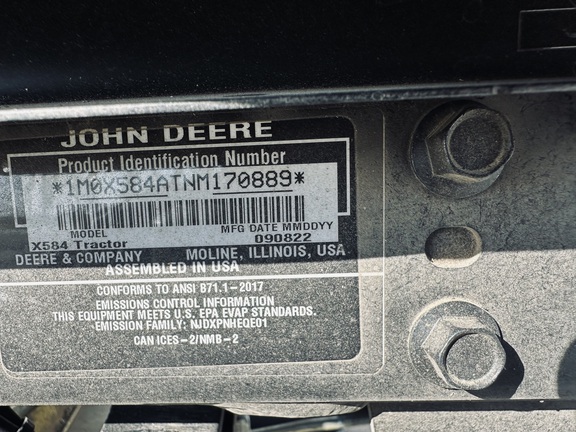 JOHN DEERE
Product Identification Number
*1M0X584ATNM170889*
MODEL MFG DATE MMDDYY
X584 Tractor 090822
DEERE & COMPANY MOLINE, ILLINOIS, USA
ASSEMBLED IN USA
CONFORMS TO ANSI B71.1-2017
EMISSIONS CONTROL INFORMATION
THIS EQUIPMENT MEETS U.S. EPA EVAP STANDARDS.
EMISSION FAMILY: NJDXPNHEQE01
CAN ICES-2/NMB-2